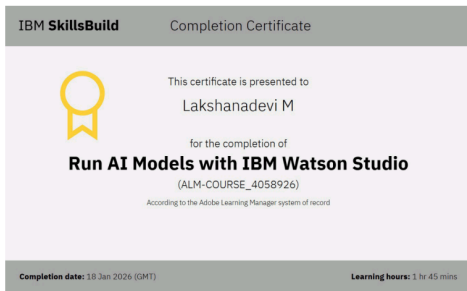 IBM SkillsBuild Completion Certificate
This certificate is presented to
Lakshanadevi M
for the completion of
Run AI Models with IBM Watson Studio
(ALM-COURSE_4058926)
According to the Adobe Learning Manager system of record
Completion date: 18 Jan 2026 (GMT) Learning hours: 1 hr 45 mins